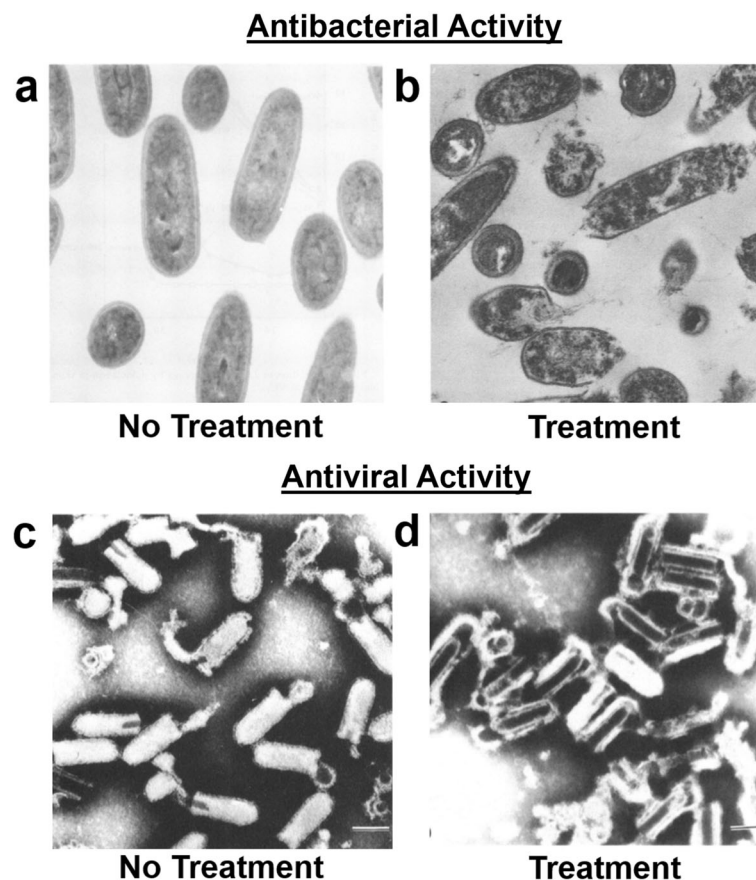 Antibacterial Activity
a
b
No Treatment
Treatment
Antiviral Activity
c
d
No Treatment
Treatment